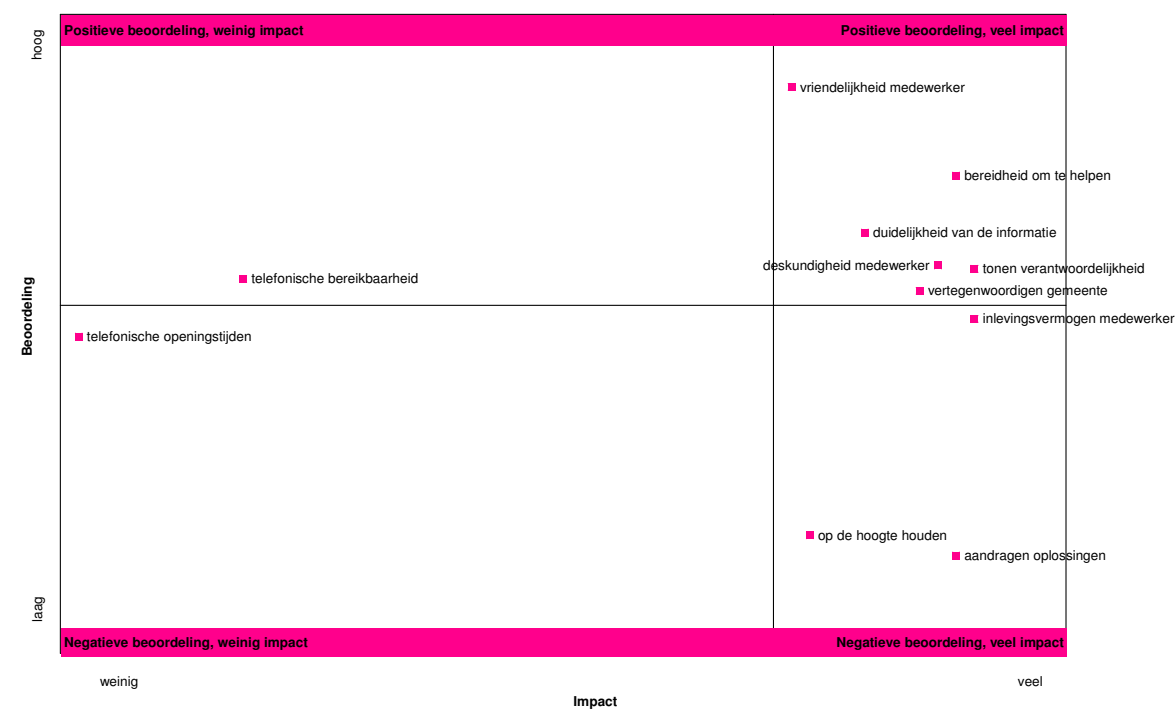 Positieve beoordeling, weinig impact
Positieve beoordeling, veel impact
hoog
vriendelijkheid medewerker
bereidheid om te helpen
duidelijkheid van de informatie
deskundigheid medewerker
tonen verantwoordelijkheid
telefonische bereikbaarheid
vertegenwoordigen gemeente
Beoordeling
inlevingsvermogen medewerker
telefonische openingstijden
op de hoogte houden
aandragen oplossingen
laag
Negatieve beoordeling, weinig impact
Negatieve beoordeling, veel impact
weinig
veel
Impact